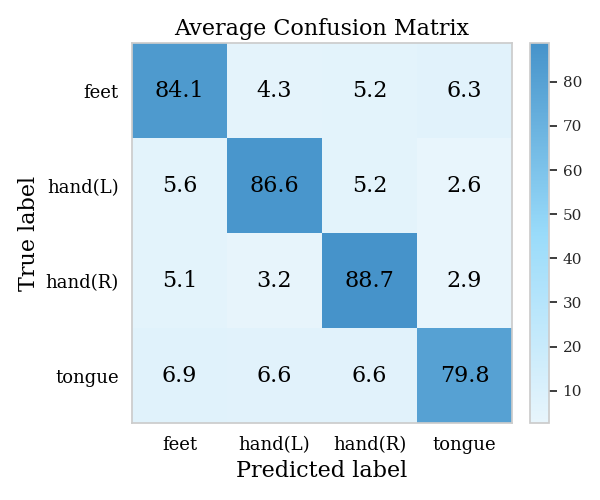 Average Confusion Matrix
True label
feet 84.1 4.3 5.2 6.3
hand(L) 5.6 86.6 5.2 2.6
hand(R) 5.1 3.2 88.7 2.9
tongue 6.9 6.6 6.6 79.8
feet hand(L) hand(R) tongue
Predicted label
80
70
60
50
40
30
20
10